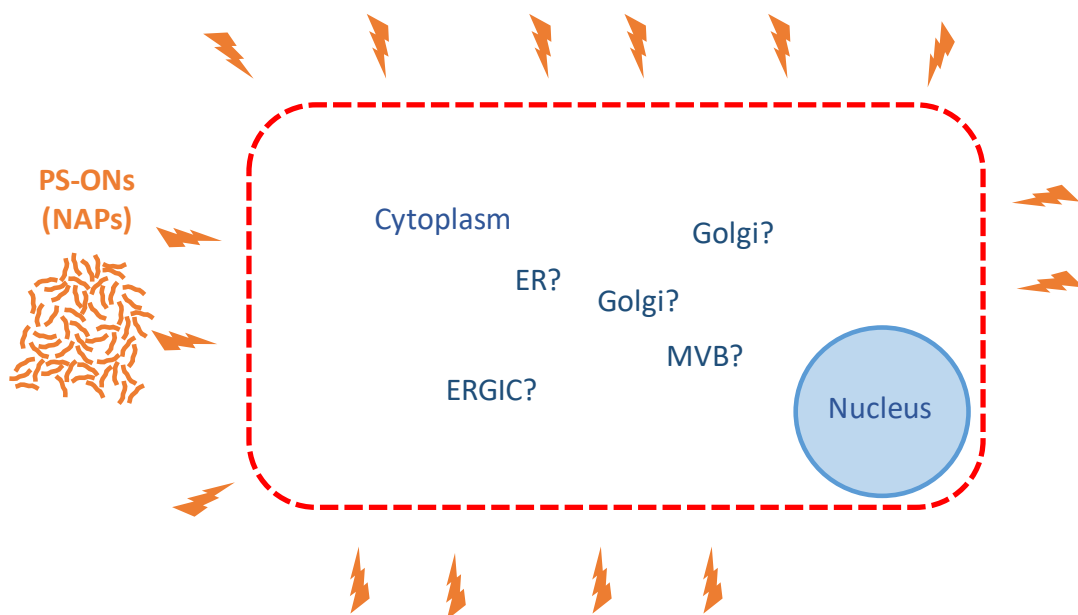 PS-ONs
(NAPs)
Cytoplasm
Golgi?
ER?
Golgi?
MVB?
ERGIC?
Nucleus